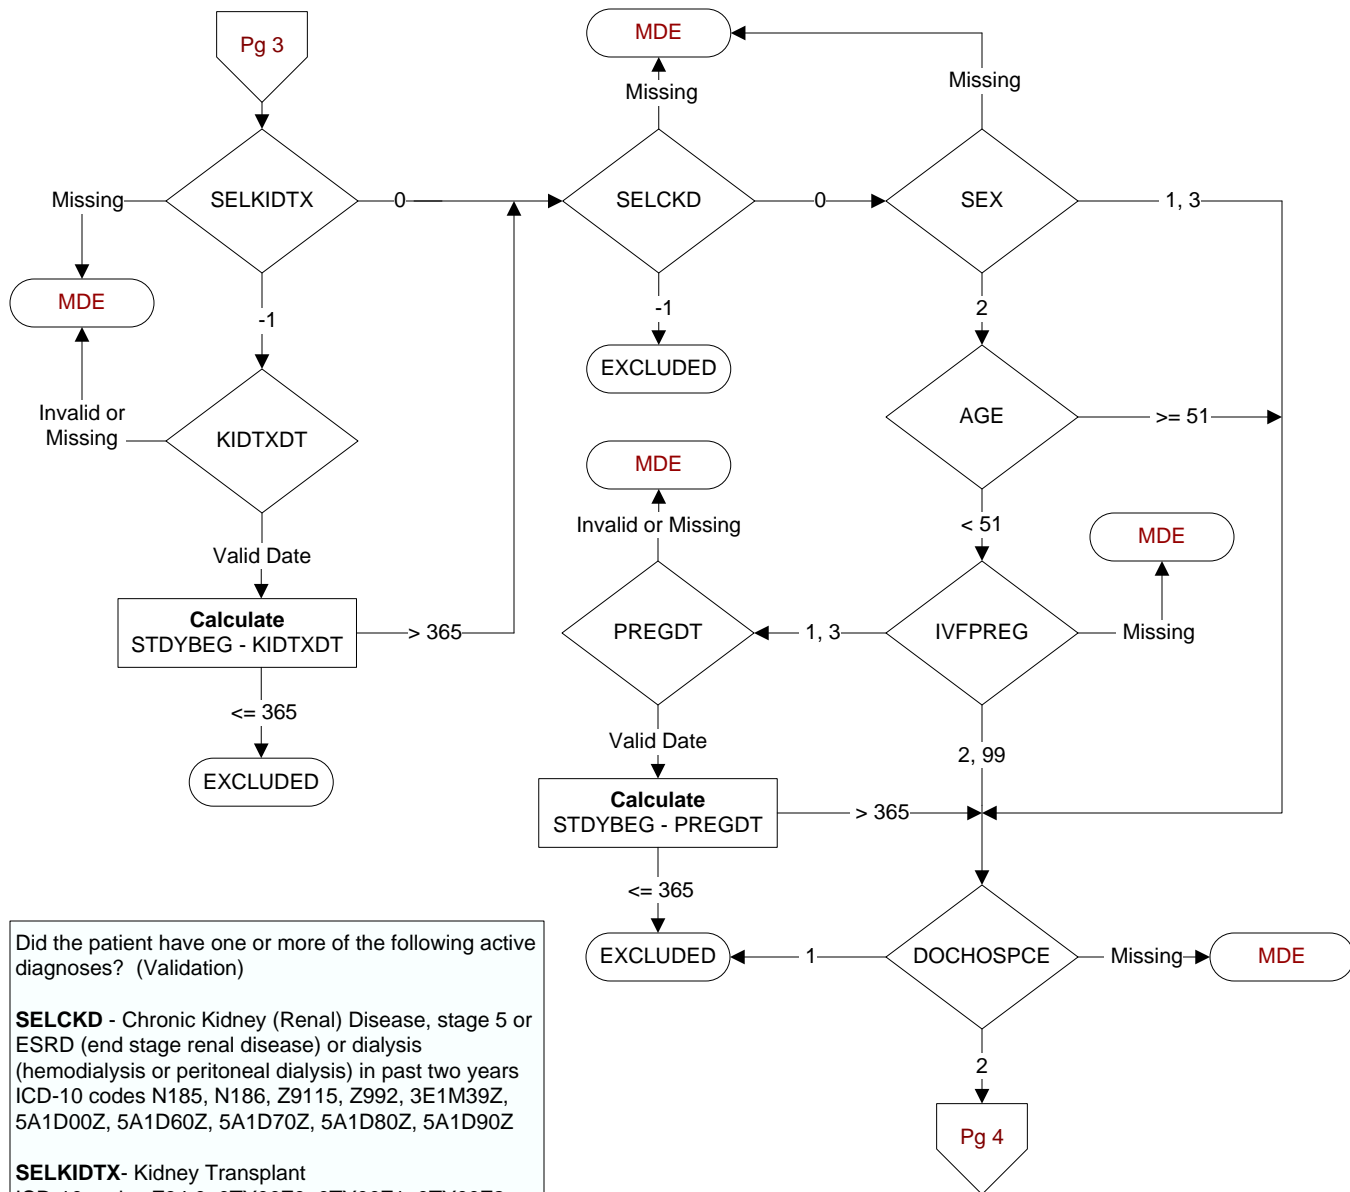 Pg 3
MDE
Missing
Missing
Missing
SELKIDTX
0
SELCKD
0
SEX
1, 3
MDE
-1
-1
2
EXCLUDED
Invalid or
Missing
KIDTXDT
AGE
>= 51
MDE
Invalid or Missing
< 51
MDE
Valid Date
Calculate
STDYBEG - KIDTXDT
> 365
PREGDT
1, 3
IVFPREG
Missing
<= 365
Valid Date
2, 99
EXCLUDED
Calculate
STDYBEG - PREGDT
> 365
<= 365
EXCLUDED
1
DOCHOSPCE
Missing
MDE
2
Pg 4
Did the patient have one or more of the following active
diagnoses? (Validation)
SELCKD - Chronic Kidney (Renal) Disease, stage 5 or
ESRD (end stage renal disease) or dialysis
(hemodialysis or peritoneal dialysis) in past two years
ICD-10 codes N185, N186, Z9115, Z992, 3E1M39Z,
5A1D00Z, 5A1D60Z, 5A1D70Z, 5A1D80Z, 5A1D90Z
SELKIDTX- Kidney Transplant